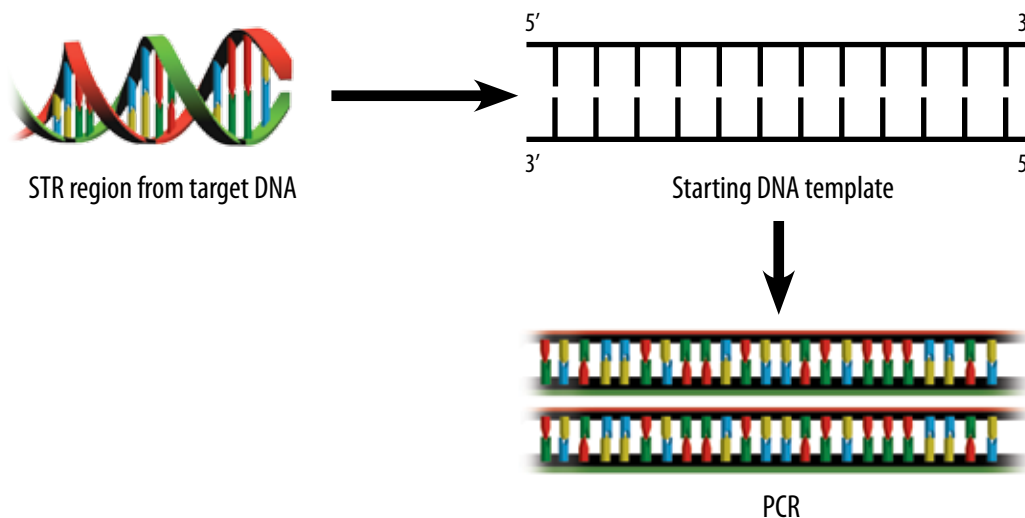 5′ 3
3′ 5
STR region from target DNA
Starting DNA template
PCR